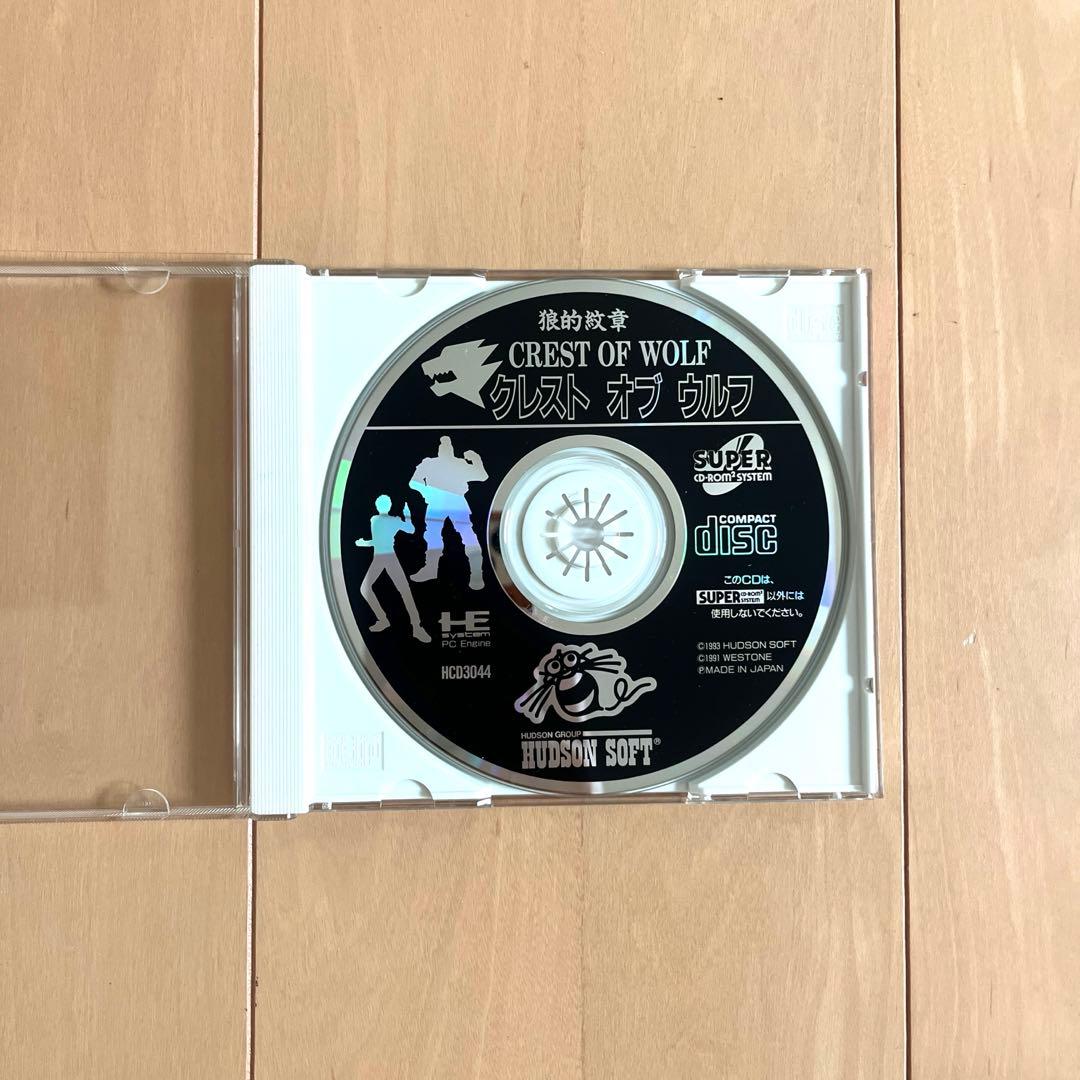 狼的紋章
CREST OF WOLF
クレスト オブ ウルフ
SUPER
CD-ROM² SYSTEM
COMPACT
disc
このCDは、
SUPER CD-ROM² SYSTEM 以外には
使用しないでください。
HE
system
PC Engine
HCD3044
©1993 HUDSON SOFT
©1991 WESTONE
ⓅMADE IN JAPAN
HUDSON GROUP
HUDSON SOFT®
disc